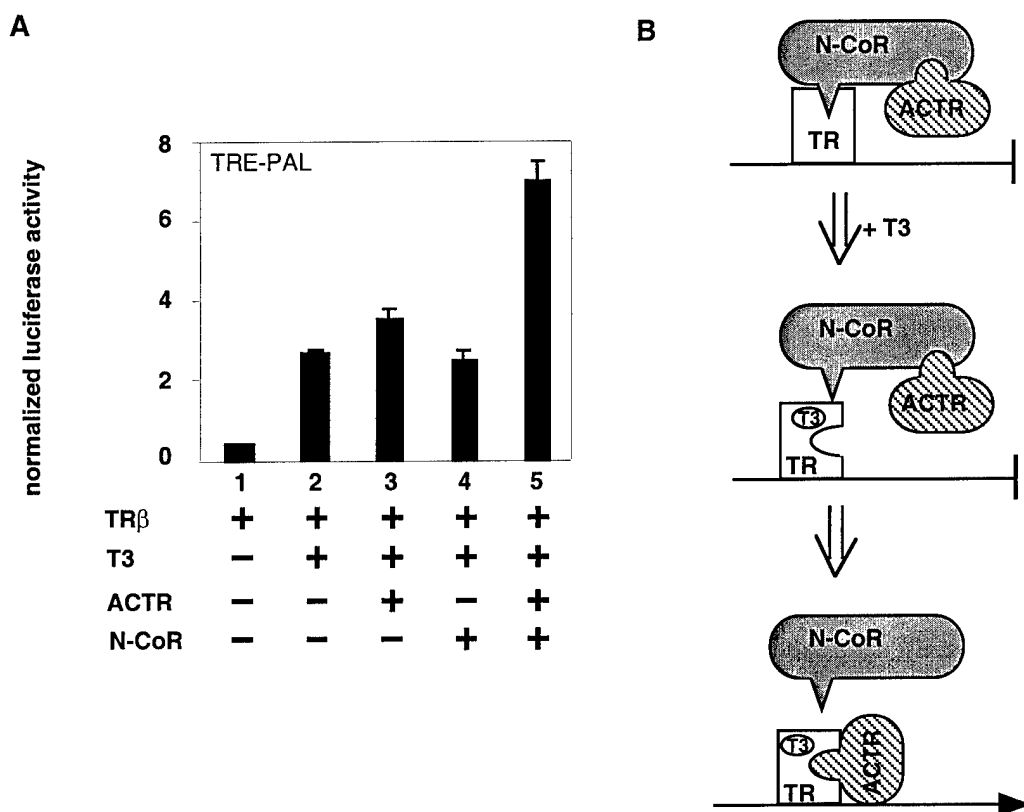 A
normalized luciferase activity
8
6
4
2
0
TRE-PAL
1 2 3 4 5
TRβ + + + + +
T3 − + + + +
ACTR − − + − +
N-CoR − − − + +
B
N-CoR
ACTR
TR
+ T3
N-CoR
ACTR
T3
TR
N-CoR
T3
ACTR
TR